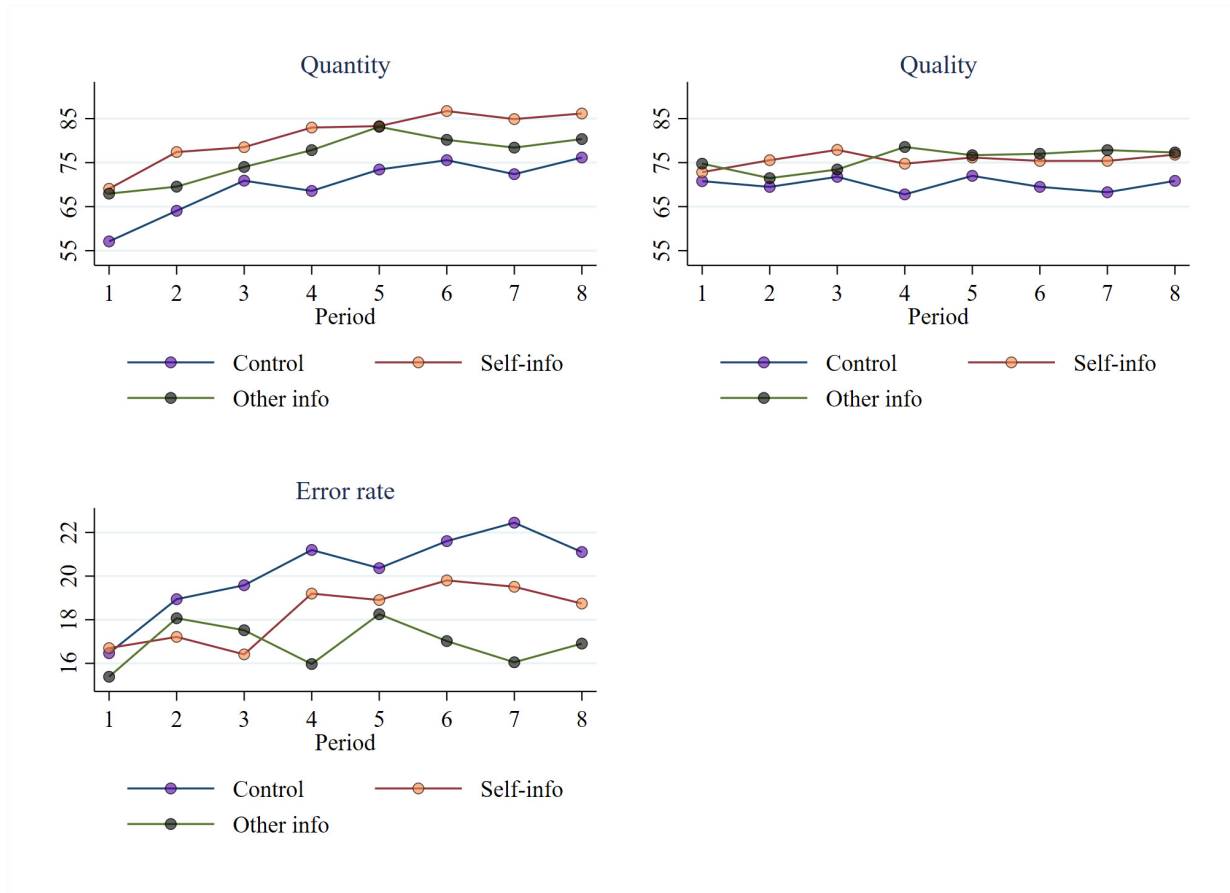 Quantity
85
75
65
55
1 2 3 4 5 6 7 8
Period
Control Self-info
Other info
Quality
85
75
65
55
1 2 3 4 5 6 7 8
Period
Control Self-info
Other info
Error rate
22
20
18
16
1 2 3 4 5 6 7 8
Period
Control Self-info
Other info